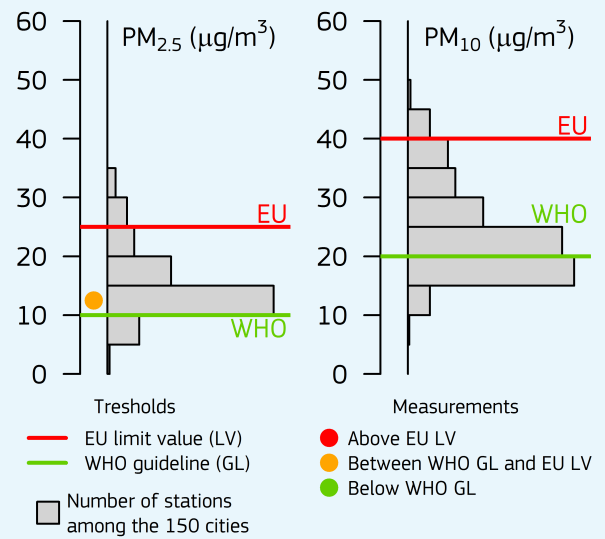 PM2.5 (μg/m3)
60
50
40
30
20
10
0
EU
WHO
PM10 (μg/m3)
60
50
40
30
20
10
0
EU
WHO
Tresholds
EU limit value (LV)
WHO guideline (GL)
Number of stations
among the 150 cities
Measurements
Above EU LV
Between WHO GL and EU LV
Below WHO GL